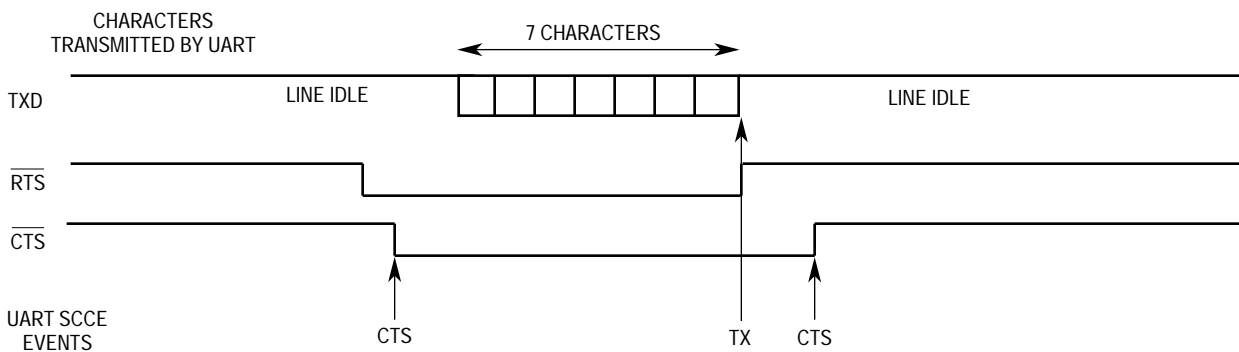 CHARACTERS
TRANSMITTED BY UART
7 CHARACTERS
TXD
LINE IDLE
LINE IDLE
RTS
CTS
UART SCCE
EVENTS
CTS
TX
CTS